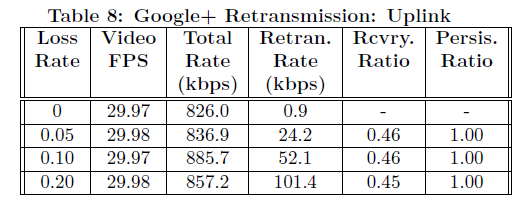 Table 8: Google+ Retransmission: Uplink
Loss Video Total Retran. Rcvry. Persis.
Rate FPS Rate Rate Ratio Ratio
(kbps) (kbps)
0 29.97 826.0 0.9 - -
0.05 29.98 836.9 24.2 0.46 1.00
0.10 29.97 885.7 52.1 0.46 1.00
0.20 29.98 857.2 101.4 0.45 1.00